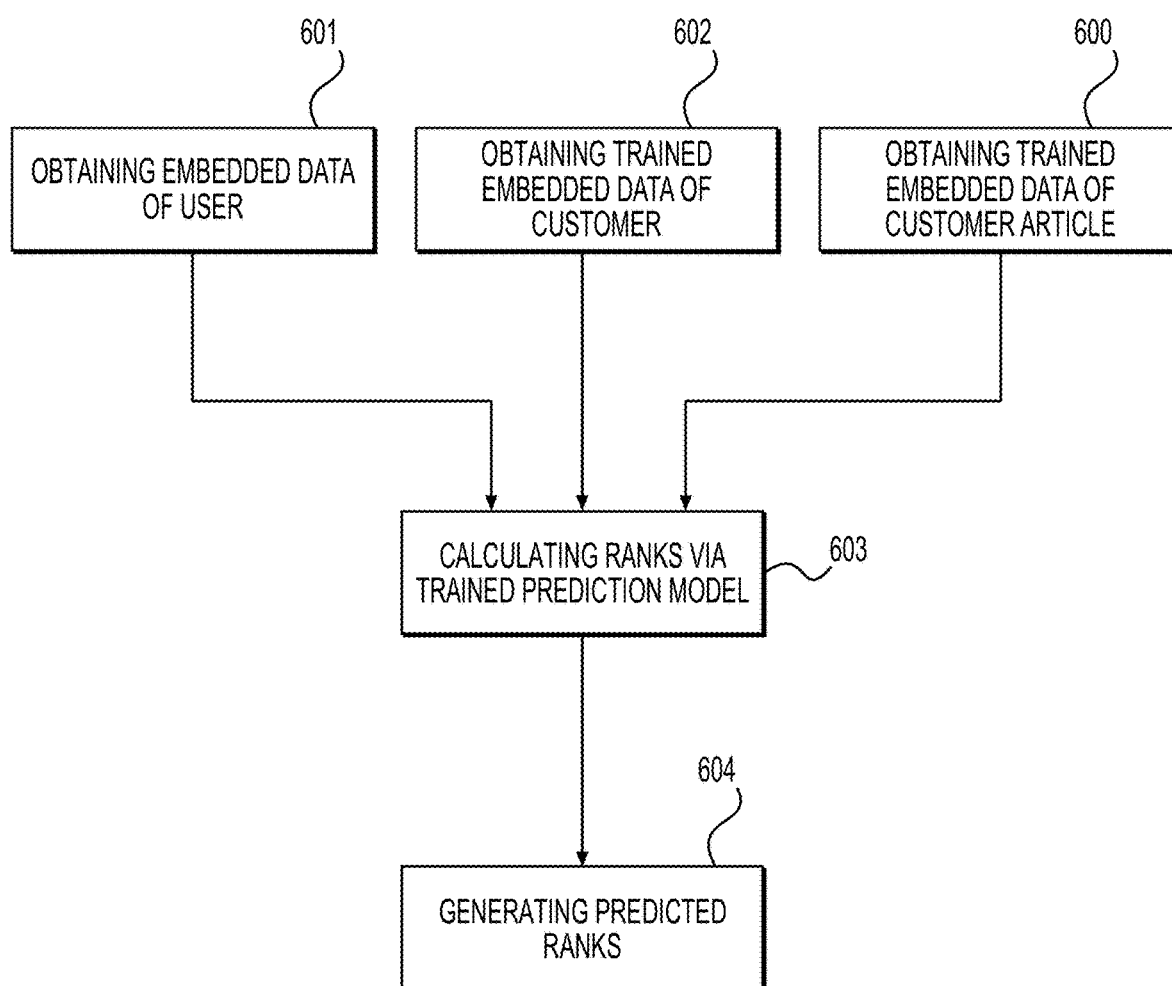 601
602
600
OBTAINING EMBEDDED DATA
OF USER
OBTAINING TRAINED
EMBEDDED DATA OF
CUSTOMER
OBTAINING TRAINED
EMBEDDED DATA OF
CUSTOMER ARTICLE
CALCULATING RANKS VIA
TRAINED PREDICTION MODEL
603
604
GENERATING PREDICTED
RANKS